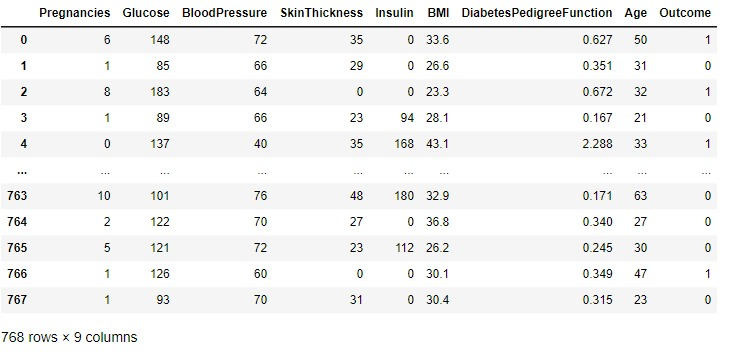 Pregnancies Glucose BloodPressure SkinThickness Insulin BMI DiabetesPedigreeFunction Age Outcome
0 6 148 72 35 0 33.6 0.627 50 1
1 1 85 66 29 0 26.6 0.351 31 0
2 8 183 64 0 0 23.3 0.672 32 1
3 1 89 66 23 94 28.1 0.167 21 0
4 0 137 40 35 168 43.1 2.288 33 1
... ... ... ... ... ... ... ... ... ...
763 10 101 76 48 180 32.9 0.171 63 0
764 2 122 70 27 0 36.8 0.340 27 0
765 5 121 72 23 112 26.2 0.245 30 0
766 1 126 60 0 0 30.1 0.349 47 1
767 1 93 70 31 0 30.4 0.315 23 0
768 rows × 9 columns